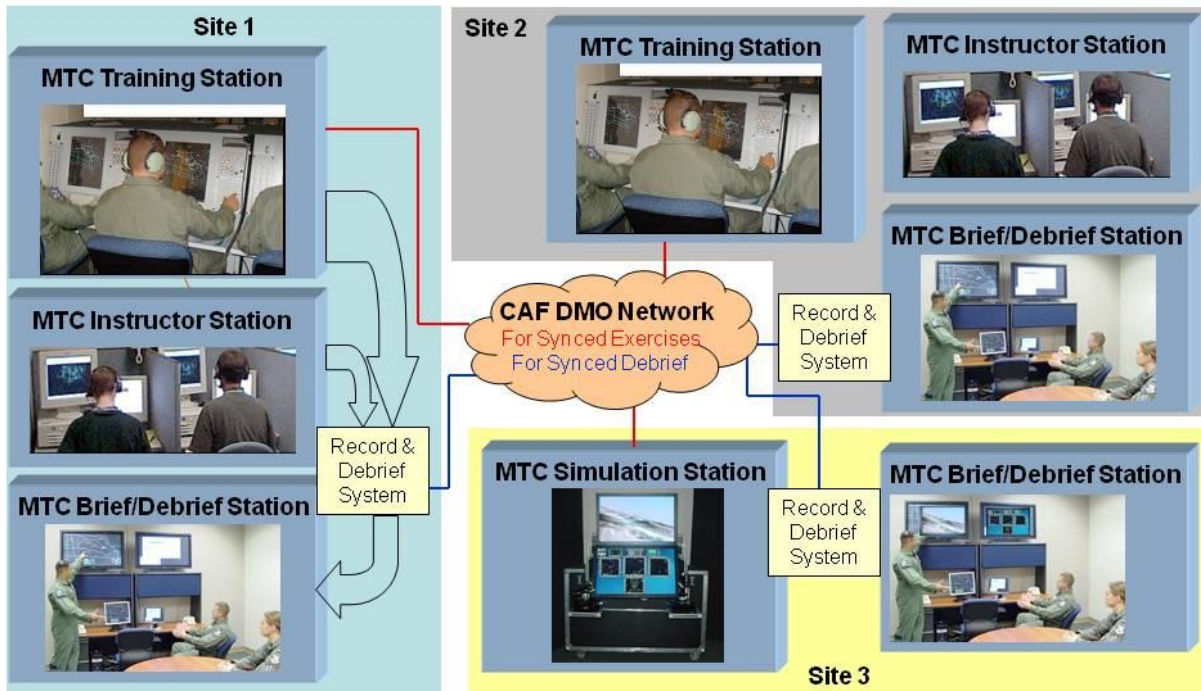 Site 1
MTC Training Station
MTC Instructor Station
Record &
Debrief
System
MTC Brief/Debrief Station
Site 2
MTC Training Station
MTC Instructor Station
MTC Brief/Debrief Station
Record &
Debrief
System
CAF DMO Network
For Synced Exercises
For Synced Debrief
MTC Simulation Station
Record &
Debrief
System
MTC Brief/Debrief Station
Site 3